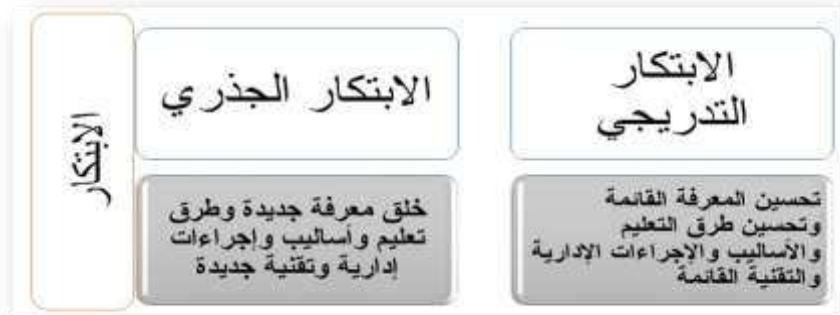 الابتكار
التدريجي
تحسين المعرفة القائمة
وتحسين طرق التعليم
والأساليب والإجراءات الإدارية
والتقنية القائمة
الابتكار الجذري
خلق معرفة جديدة وطرق
تعليم وأساليب وإجراءات
إدارية وتقنية جديدة
الابتكار